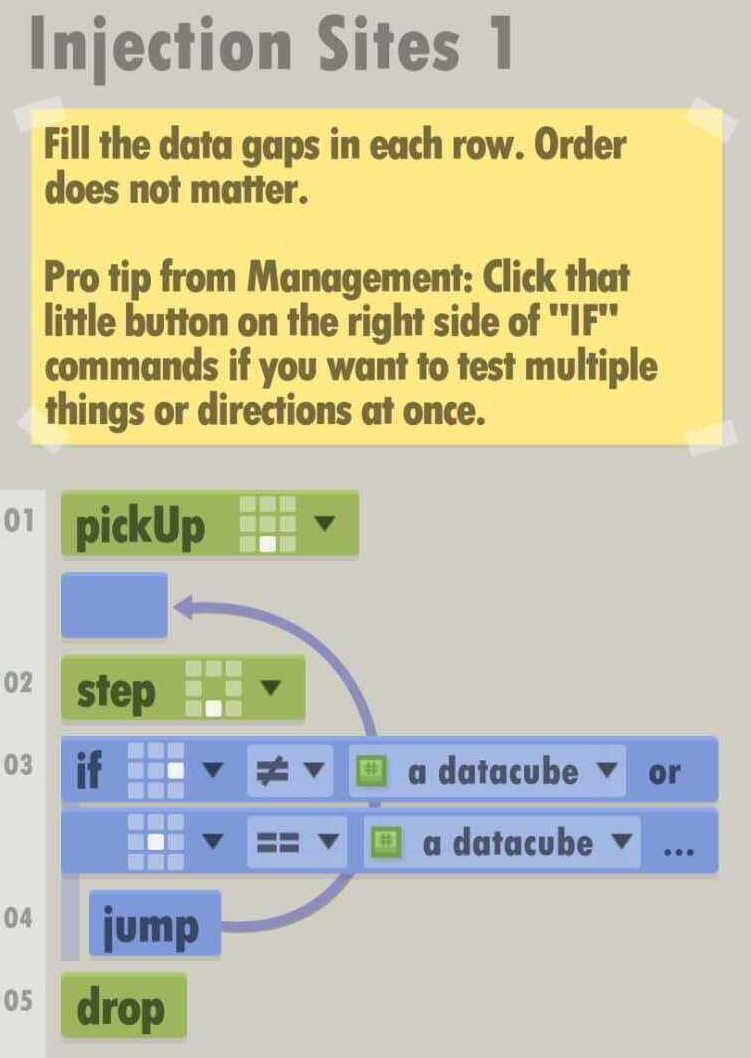 Injection Sites 1
Fill the data gaps in each row. Order
does not matter.
Pro tip from Management: Click that
little button on the right side of "IF"
commands if you want to test multiple
things or directions at once.
01 pickUp
02 step
03 if ≠ # a datacube or
== # a datacube ...
04 jump
05 drop